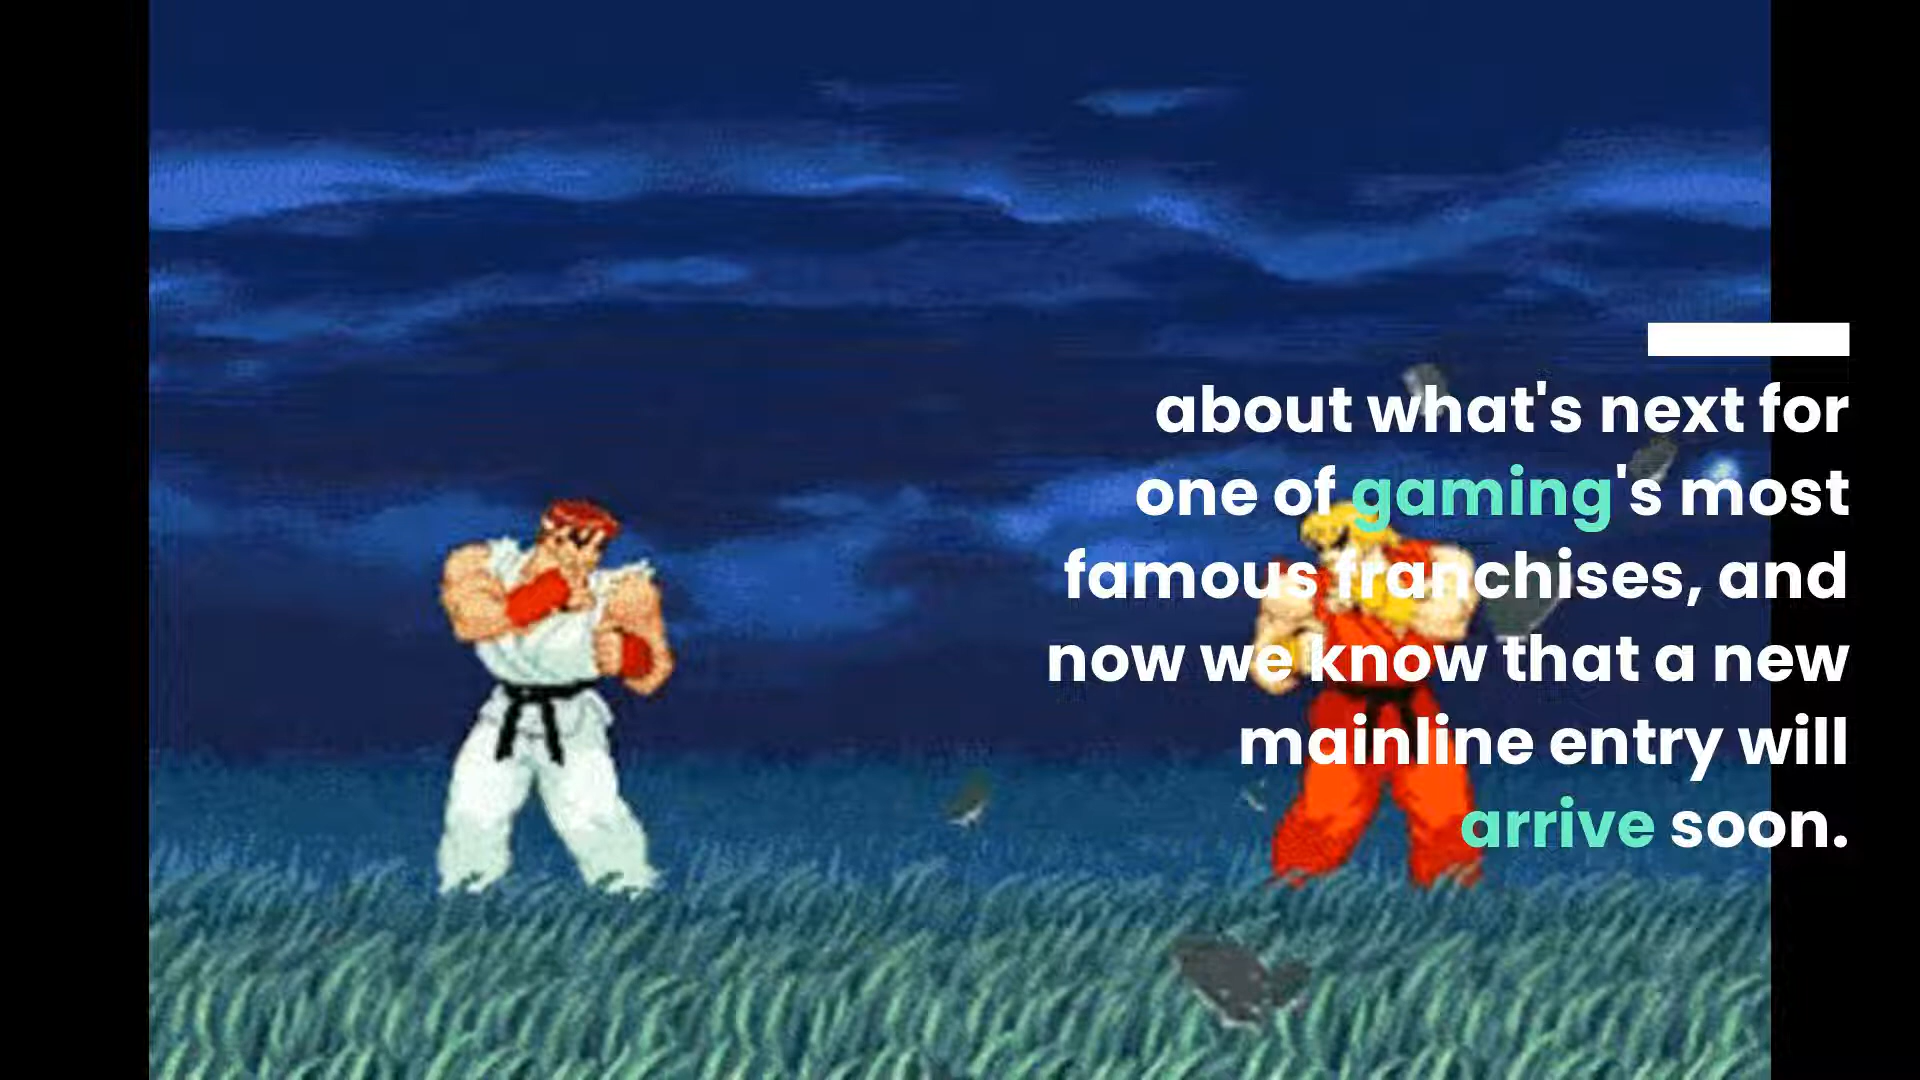 about what's next for
one of gaming's most
famous franchises, and
now we know that a new
mainline entry will
arrive soon.